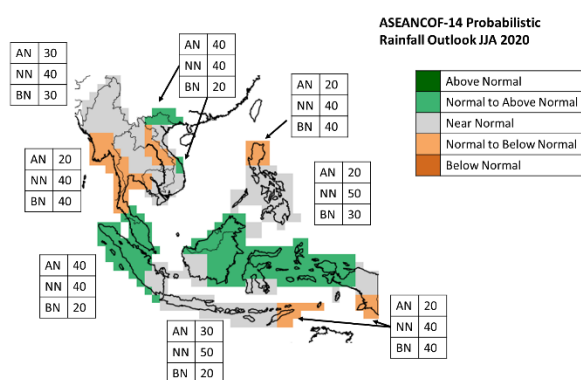 ASEANCOF-14 Probabilistic
Rainfall Outlook JJA 2020
Above Normal
Normal to Above Normal
Near Normal
Normal to Below Normal
Below Normal
AN 30
NN 40
BN 30
AN 40
NN 40
BN 20
AN 20
NN 40
BN 40
AN 20
NN 40
BN 40
AN 20
NN 50
BN 30
AN 40
NN 40
BN 20
AN 30
NN 50
BN 20
AN 20
NN 40
BN 40